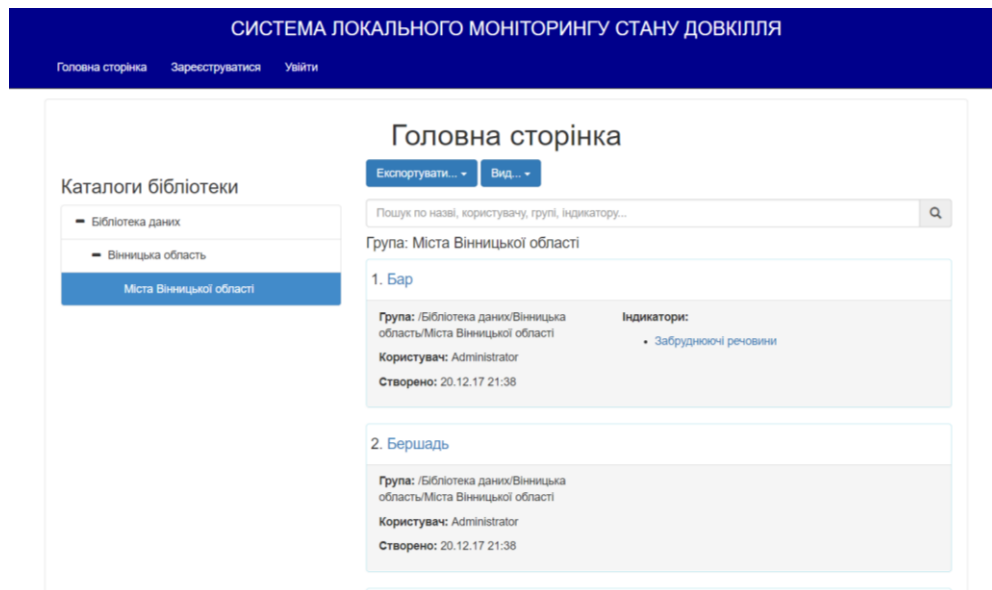 СИСТЕМА ЛОКАЛЬНОГО МОНІТОРИНГУ СТАНУ ДОВКІЛЛЯ
Головна сторінка Зареєструватися Увійти
Головна сторінка
Експортувати... Вид...
Каталоги бібліотеки
Бібліотека даних
Вінницька область
Міста Вінницької області
Пошук по назві, користувачу, групі, індикатору...
Група: Міста Вінницької області
1. Бар
Група: /Бібліотека даних/Вінницька
область/Міста Вінницької області
Користувач: Administrator
Створено: 20.12.17 21:38
Індикатори:
• Забруднюючі речовини
2. Бершадь
Група: /Бібліотека даних/Вінницька
область/Міста Вінницької області
Користувач: Administrator
Створено: 20.12.17 21:38